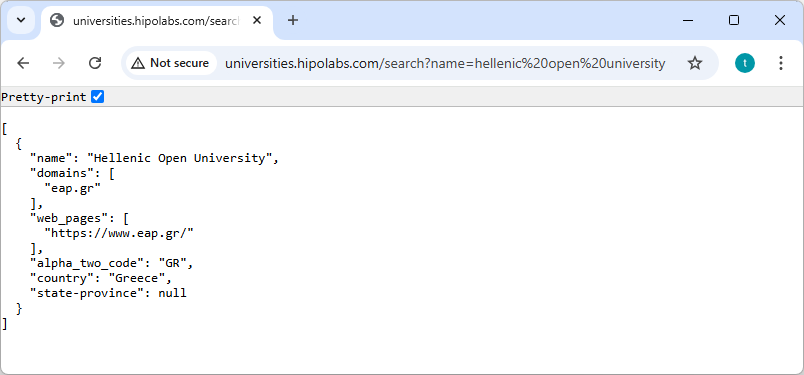 universities.hipolabs.com/searc
Not secure
universities.hipolabs.com/search?name=hellenic%20open%20university
t
Pretty-print
[
  {
    "name": "Hellenic Open University",
    "domains": [
      "eap.gr"
    ],
    "web_pages": [
      "https://www.eap.gr/"
    ],
    "alpha_two_code": "GR",
    "country": "Greece",
    "state-province": null
  }
]